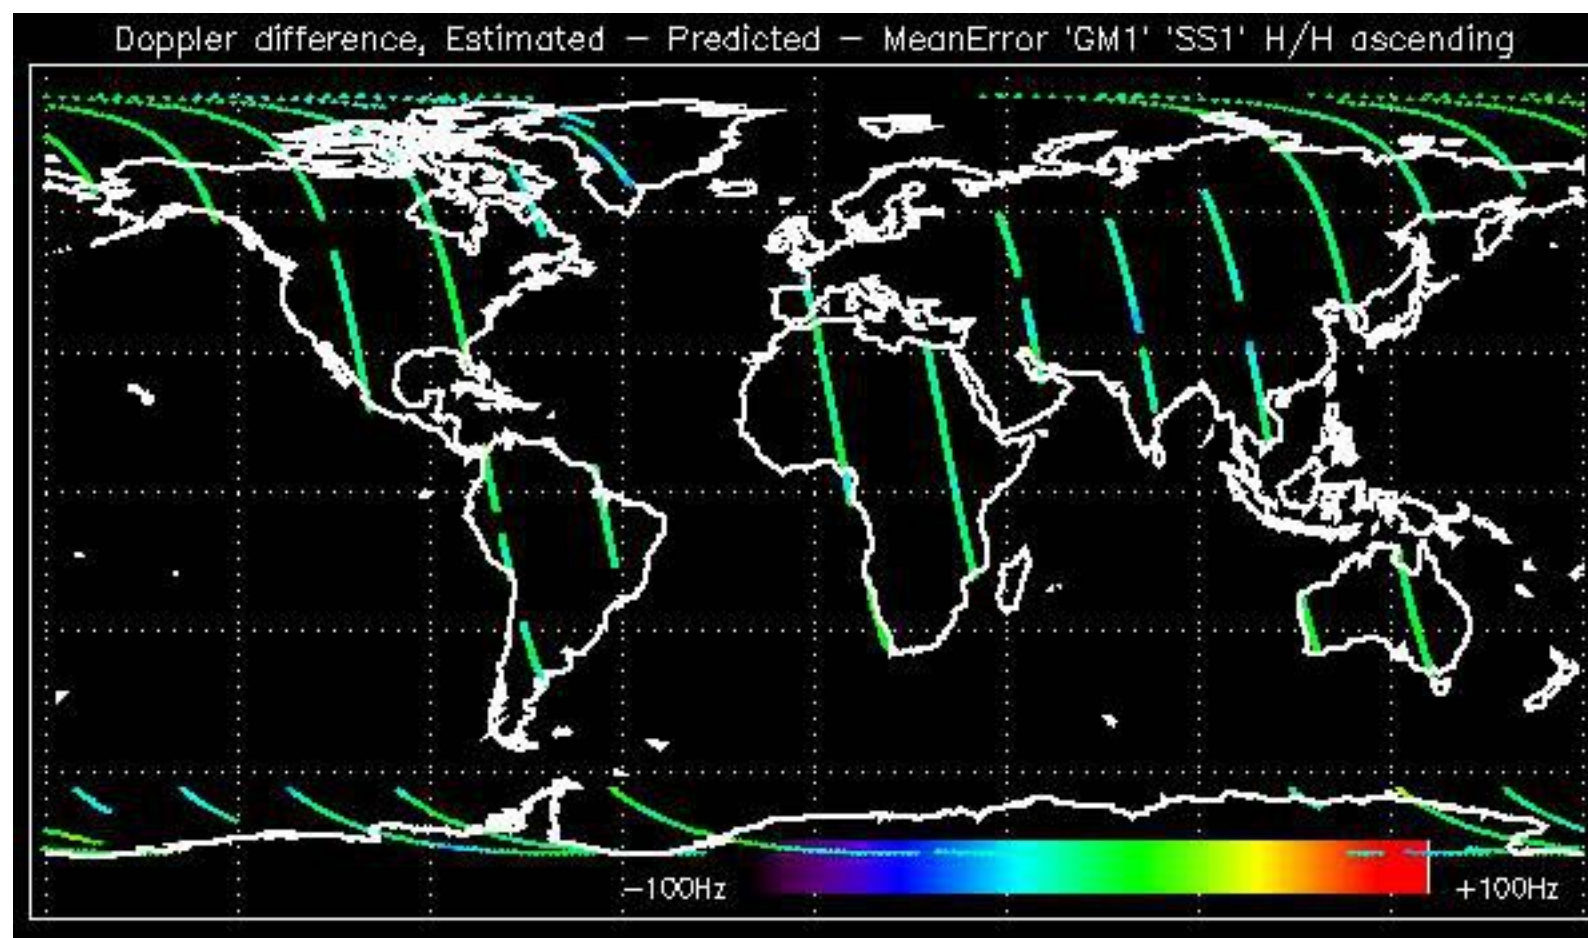 Doppler difference, Estimated – Predicted – MeanError 'GM1' 'SS1' H/H ascending
−100Hz
+100Hz